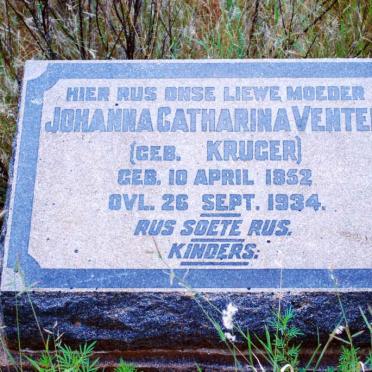 HIER RUS ONSE LIEWE MOEDER
JOHANNA CATHARINA VENTE
(GEB. KRUGER)
GEB. 10 APRIL 1852
OVL. 26 SEPT. 1934.
RUS SOETE RUS.
KINDERS.